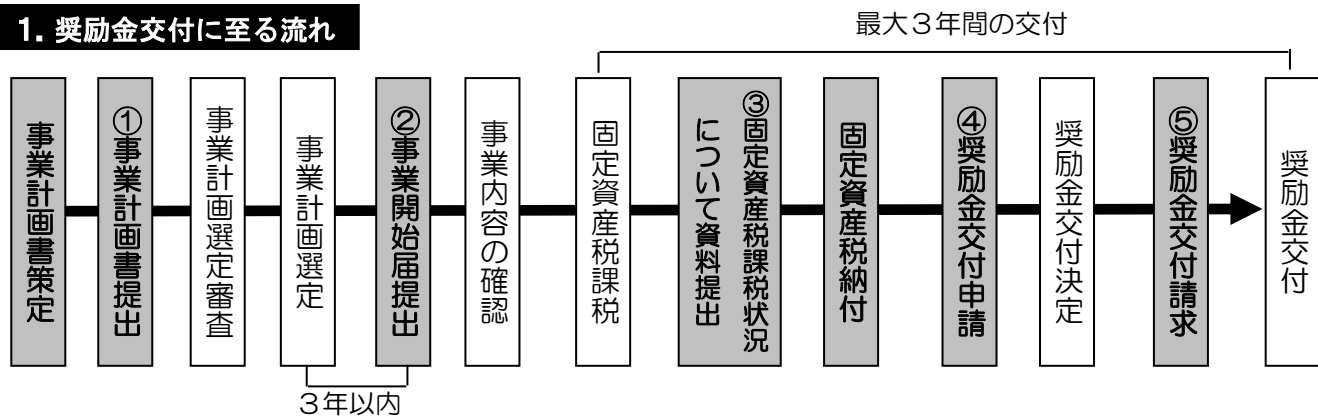 1. 奨励金交付に至る流れ
最大３年間の交付
事業計画書策定
①事業計画書提出
事業計画選定審査
事業計画選定
②事業開始届提出
事業内容の確認
固定資産税課税
③固定資産税課税状況
について資料提出
固定資産税納付
④奨励金交付申請
奨励金交付決定
⑤奨励金交付請求
奨励金交付
３年以内